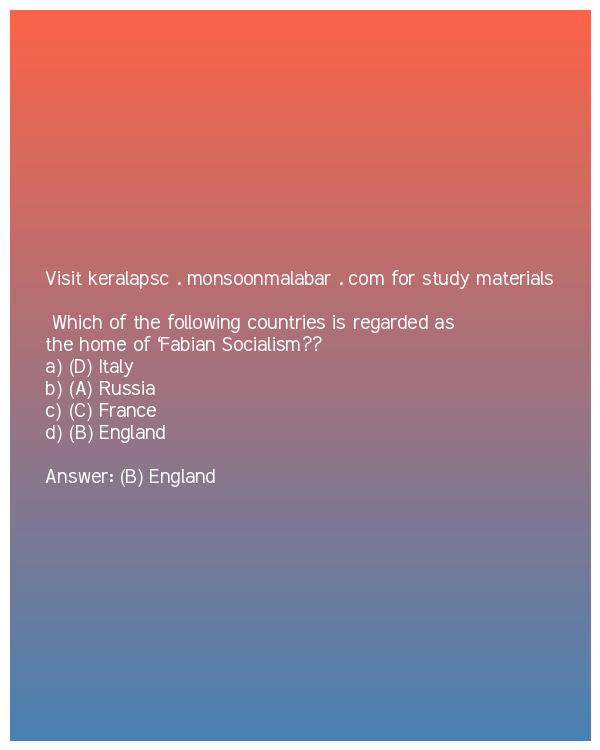 Visit keralapsc . monsoonmalabar . com for study materials
Which of the following countries is regarded as
the home of ‘Fabian Socialism??
a) (D) Italy
b) (A) Russia
c) (C) France
d) (B) England
Answer: (B) England